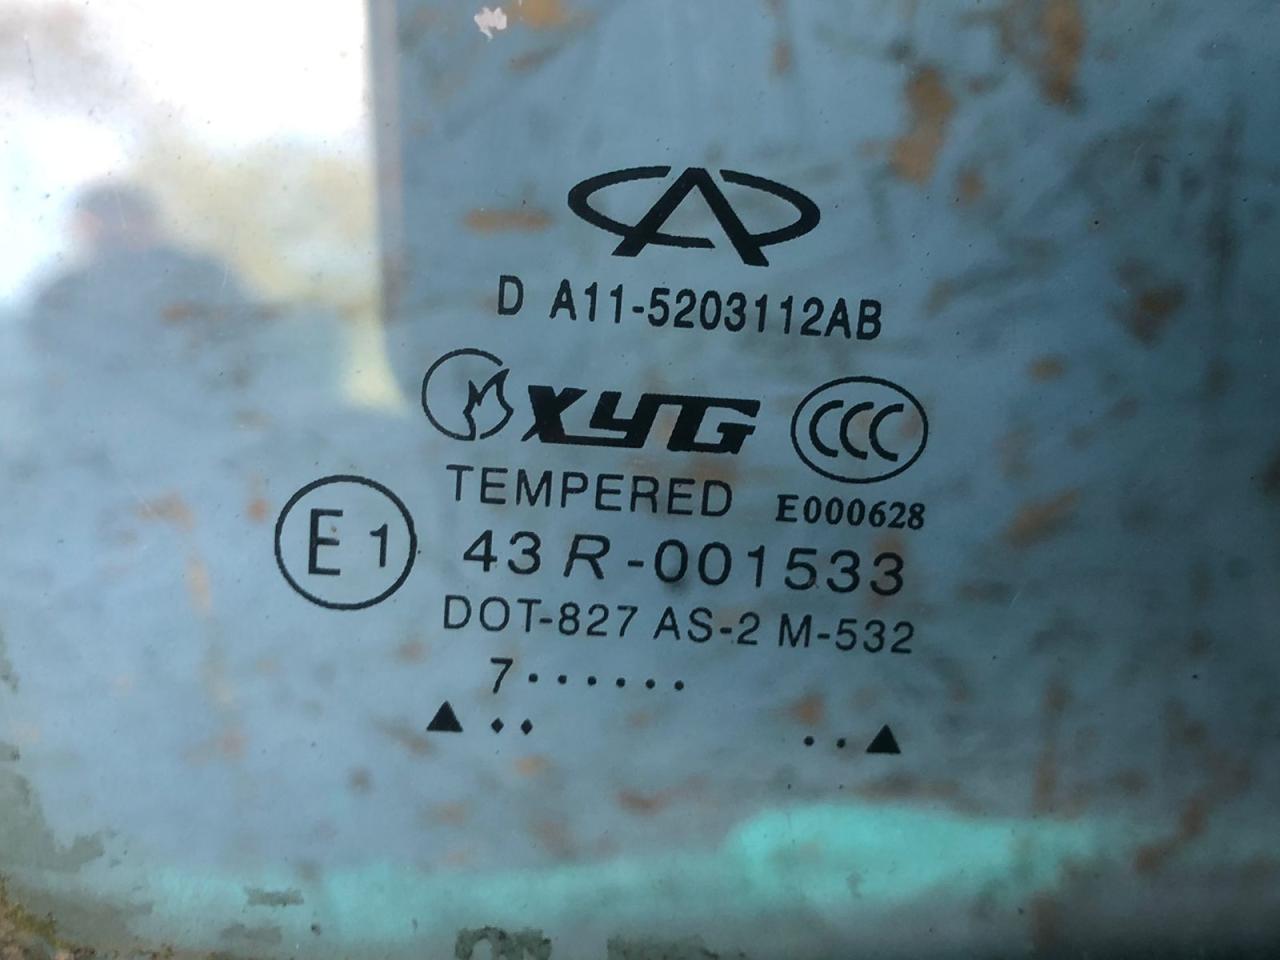 D A11-5203112AB
XYG CCC
TEMPERED E000628
E1 43R-001533
DOT-827 AS-2 M-532
7······
▲ ·· ··▲